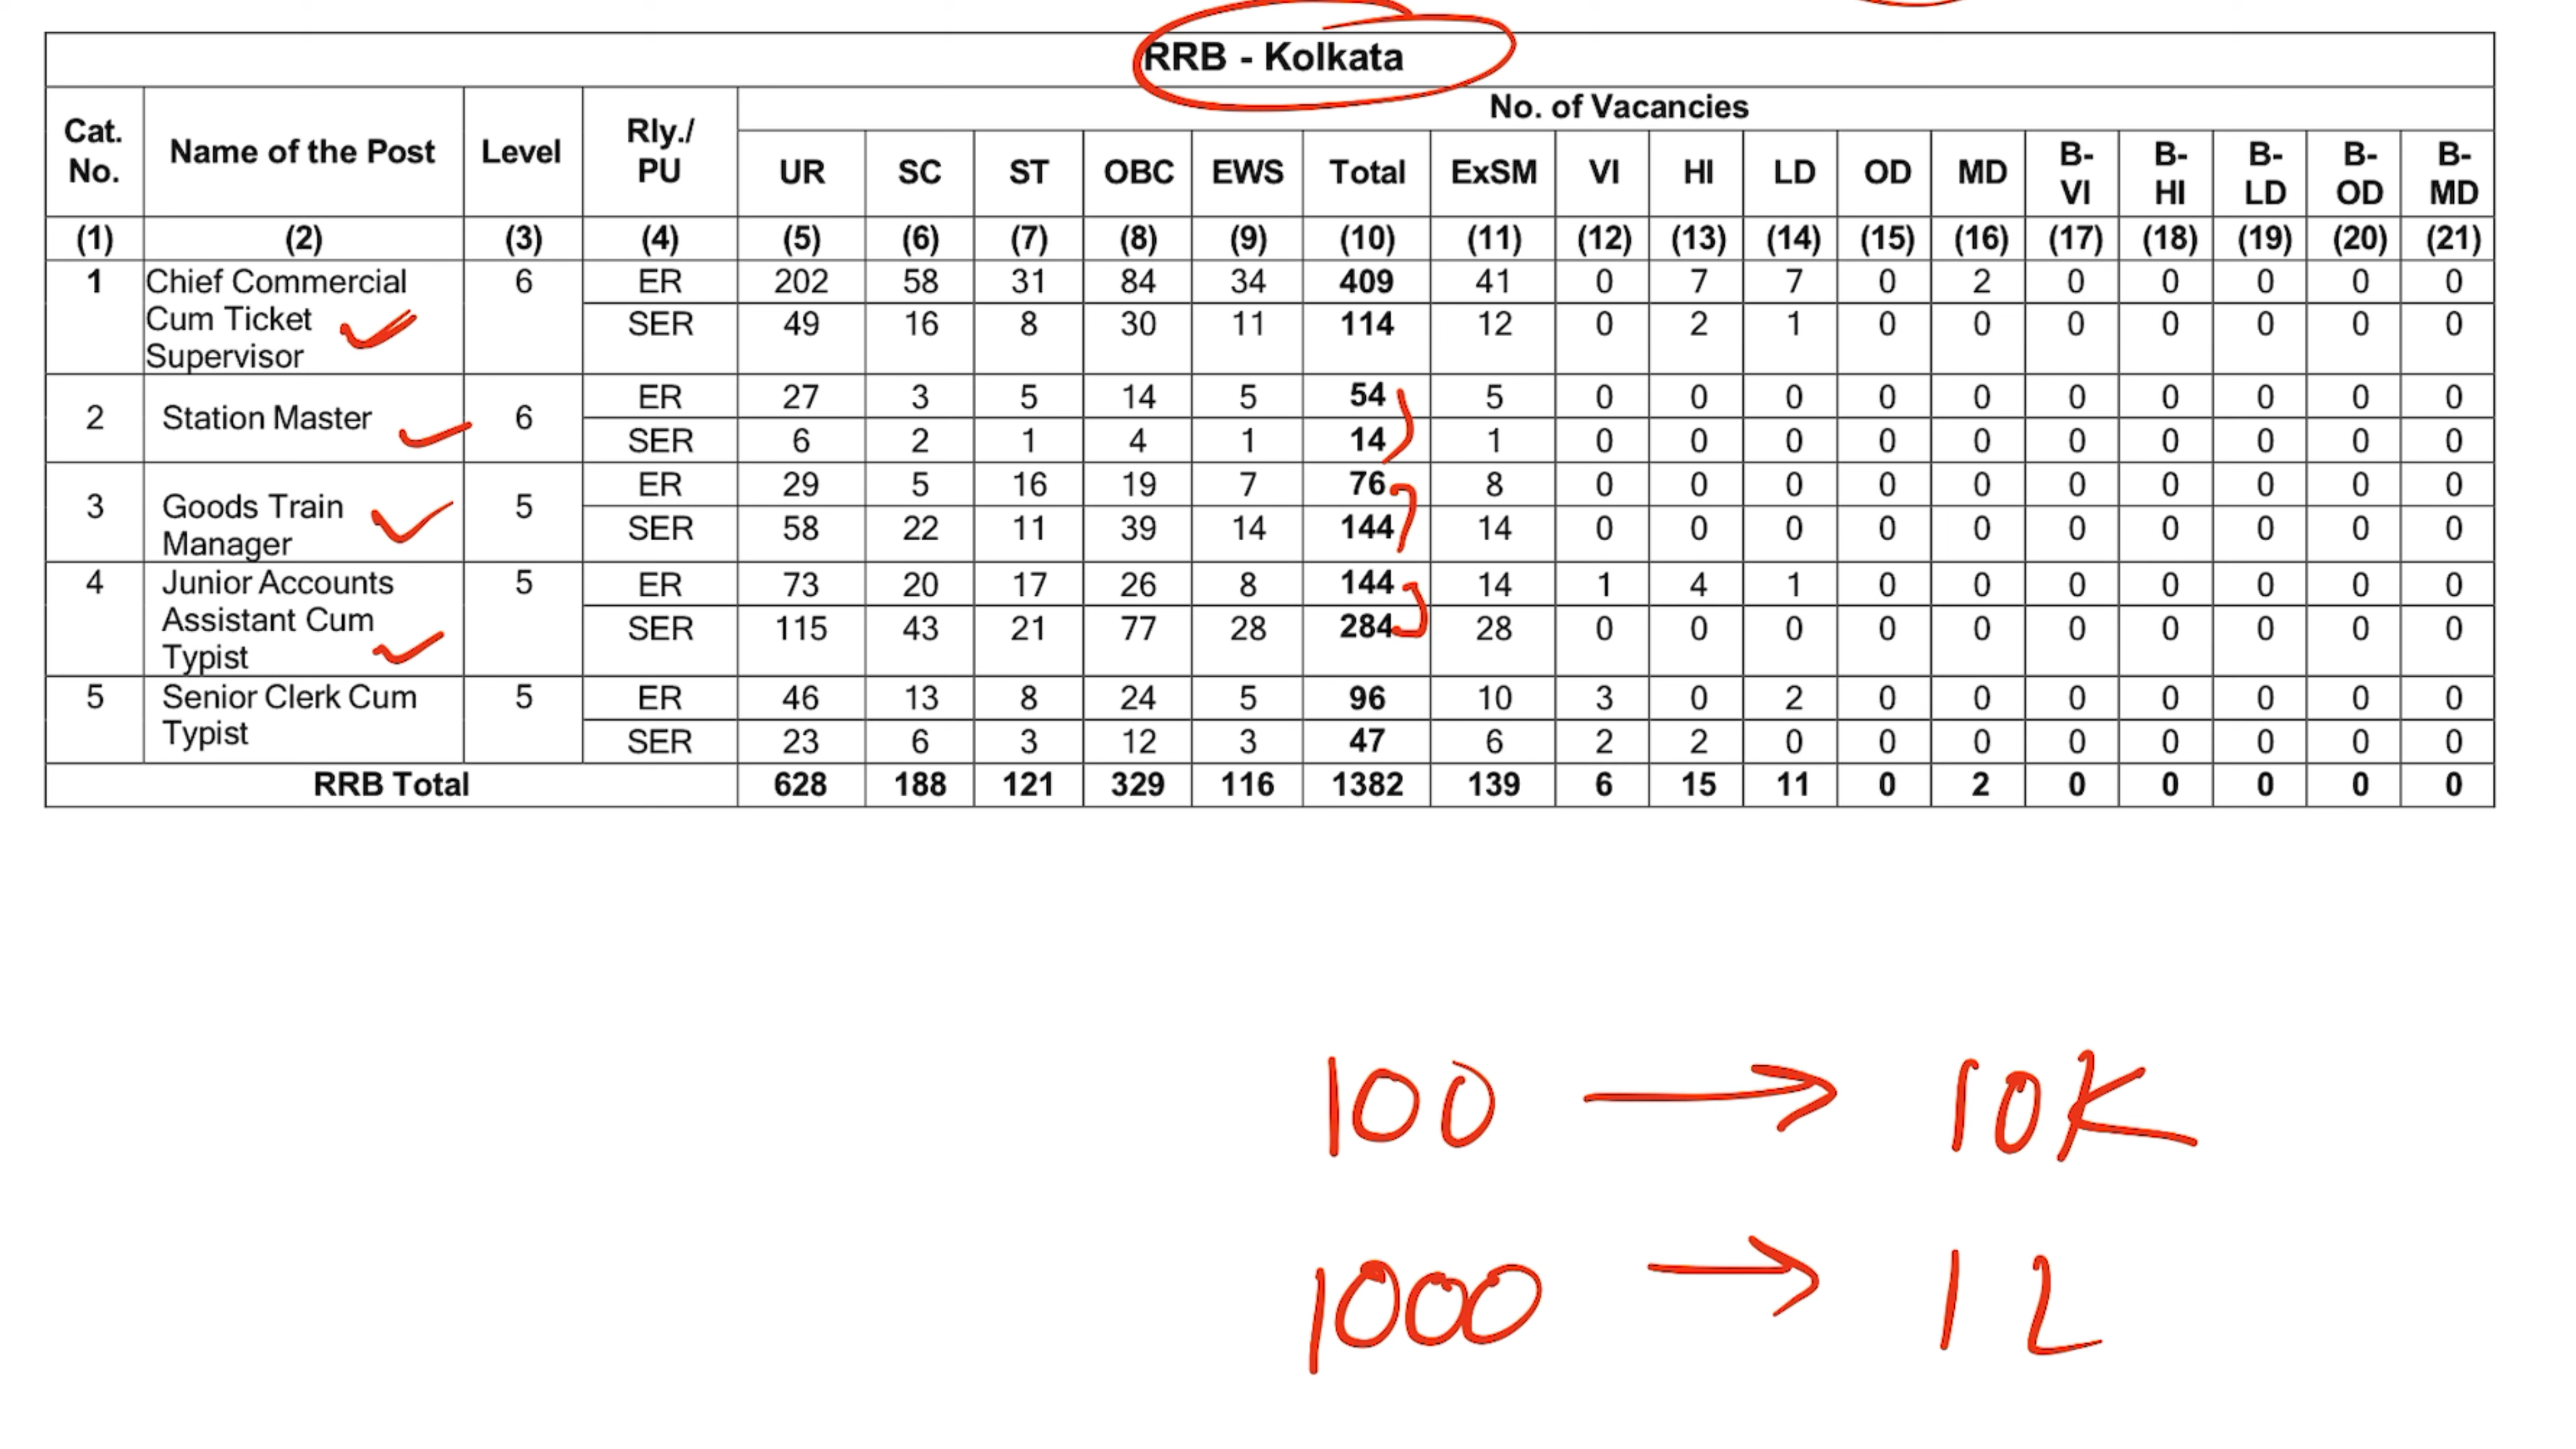 RRB - Kolkata
Cat. No. Name of the Post Level Rly./ PU No. of Vacancies
UR SC ST OBC EWS Total ExSM VI HI LD OD MD B-VI B-HI B-LD B-OD B-MD
(1) (2) (3) (4) (5) (6) (7) (8) (9) (10) (11) (12) (13) (14) (15) (16) (17) (18) (19) (20) (21)
1 Chief Commercial Cum Ticket Supervisor 6 ER 202 58 31 84 34 409 41 0 7 7 0 2 0 0 0 0 0
SER 49 16 8 30 11 114 12 0 2 1 0 0 0 0 0 0 0
2 Station Master 6 ER 27 3 5 14 5 54 5 0 0 0 0 0 0 0 0 0 0
SER 6 2 1 4 1 14 1 0 0 0 0 0 0 0 0 0 0
3 Goods Train Manager 5 ER 29 5 16 19 7 76 8 0 0 0 0 0 0 0 0 0 0
SER 58 22 11 39 14 144 14 0 0 0 0 0 0 0 0 0 0
4 Junior Accounts Assistant Cum Typist 5 ER 73 20 17 26 8 144 14 1 4 1 0 0 0 0 0 0 0
SER 115 43 21 77 28 284 28 0 0 0 0 0 0 0 0 0 0
5 Senior Clerk Cum Typist 5 ER 46 13 8 24 5 96 10 3 0 2 0 0 0 0 0 0 0
SER 23 6 3 12 3 47 6 2 2 0 0 0 0 0 0 0 0
RRB Total 628 188 121 329 116 1382 139 6 15 11 0 2 0 0 0 0 0
100 → 10K
1000 → 1L